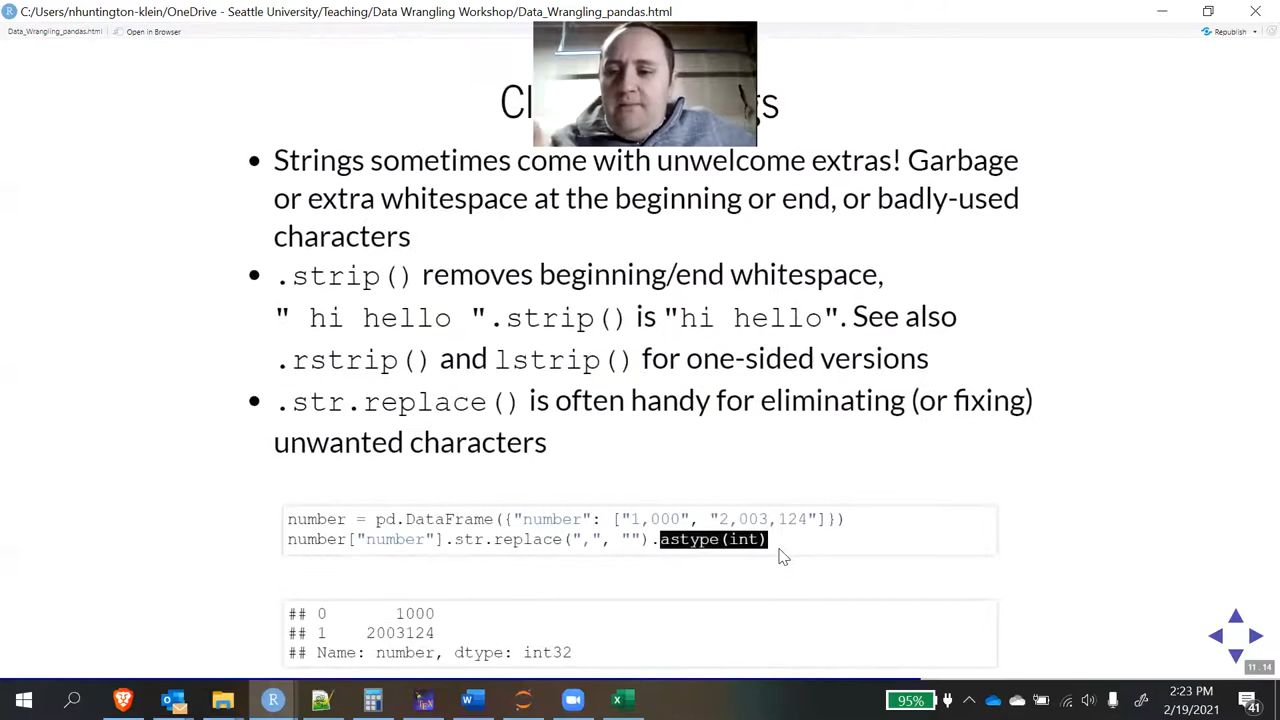 C:/Users/nhuntington-klein/OneDrive - Seattle University/Teaching/Data Wrangling Workshop/Data_Wrangling_pandas.html
Data_Wrangling_pandas.html
Open in Browser
Republish
• Strings sometimes come with unwelcome extras! Garbage
or extra whitespace at the beginning or end, or badly-used
characters
• .strip() removes beginning/end whitespace,
" hi hello ".strip() is "hi hello". See also
.rstrip() and lstrip() for one-sided versions
• .str.replace() is often handy for eliminating (or fixing)
unwanted characters
number = pd.DataFrame({"number": ["1,000", "2,003,124"]})
number["number"].str.replace(",", "").astype(int)
## 0 1000
## 1 2003124
## Name: number, dtype: int32
11.14
95%
2:23 PM
2/19/2021
41